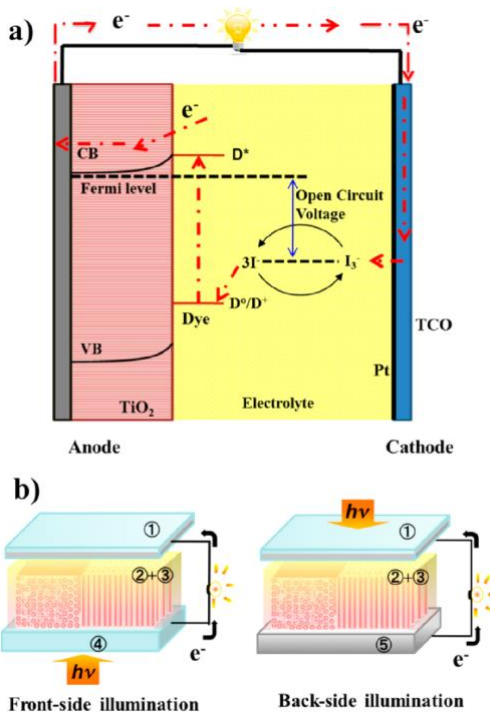 a)
e⁻
e⁻
e⁻
CB
D*
Fermi level
Open Circuit
Voltage
3I⁻
I₃⁻
D⁰/D⁺
Dye
TCO
VB
Pt
TiO₂
Electrolyte
Anode
Cathode
b)
hν
①
①
②+③
②+③
④
⑤
e⁻
e⁻
hν
Front-side illumination
Back-side illumination